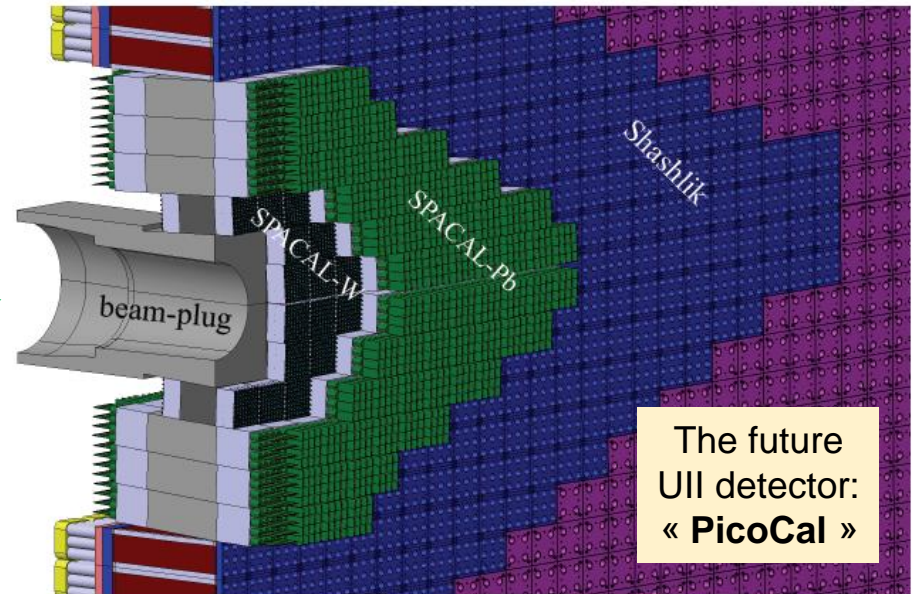 Shashlik
SPACAL-W
SPACAL-Pb
beam-plug
The future
UII detector:
« PicoCal »